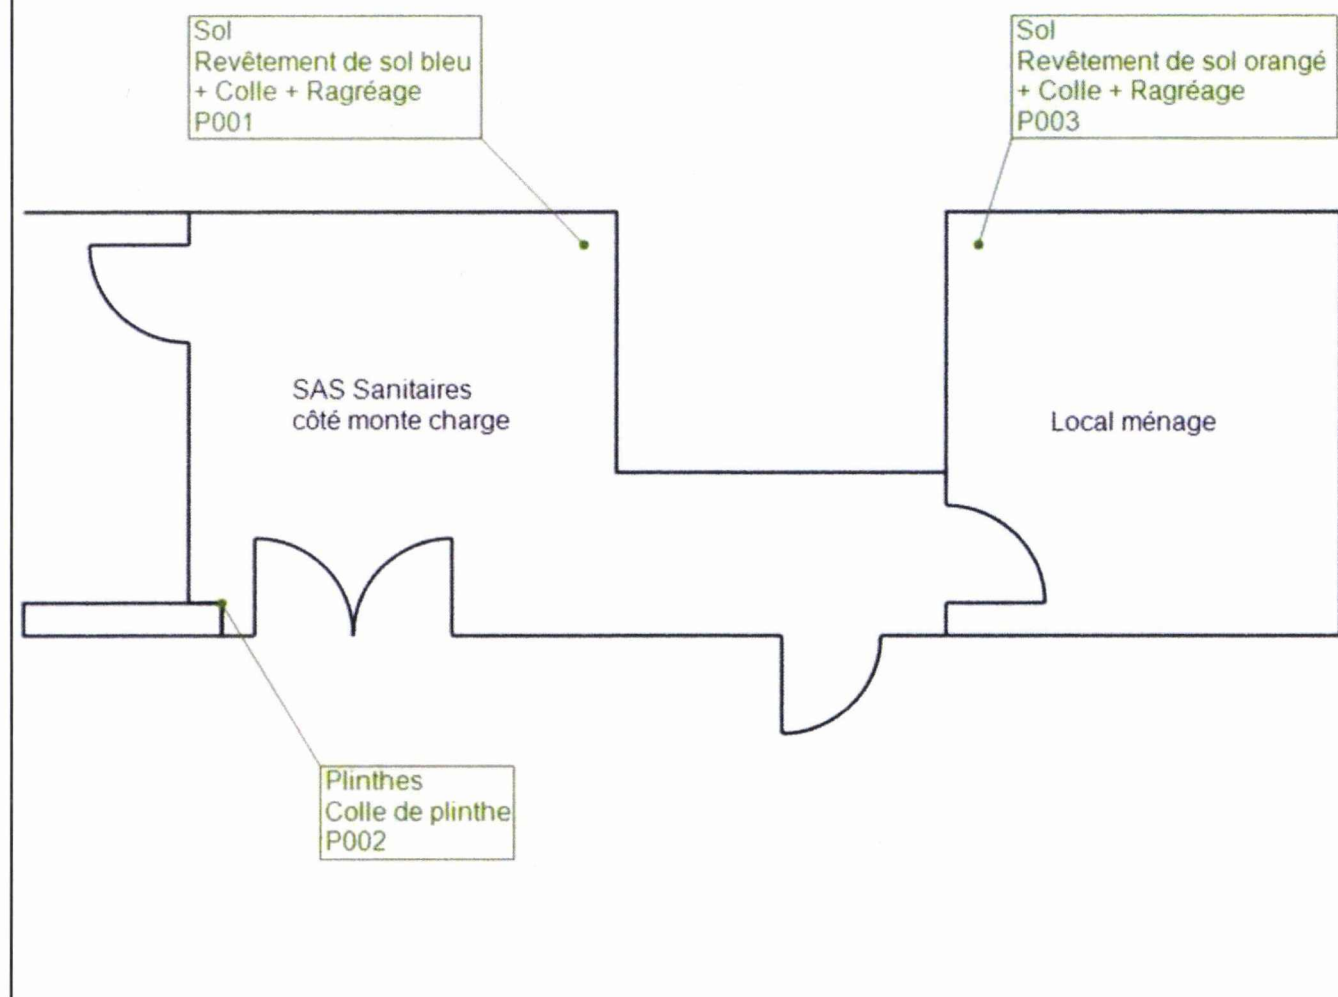 Sol
Revêtement de sol bleu
+ Colle + Ragréage
P001
Sol
Revêtement de sol orangé
+ Colle + Ragréage
P003
SAS Sanitaires
côté monte charge
Local ménage
Plinthes
Colle de plinthe
P002